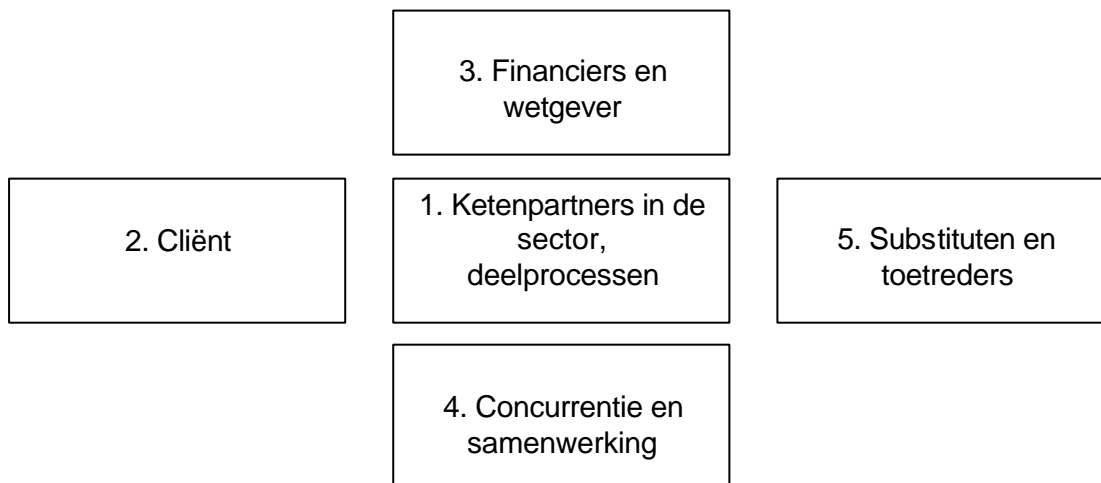 3. Financiers en
wetgever
2. Cliënt
1. Ketenpartners in de
sector,
deelprocessen
5. Substituten en
toetreders
4. Concurrentie en
samenwerking